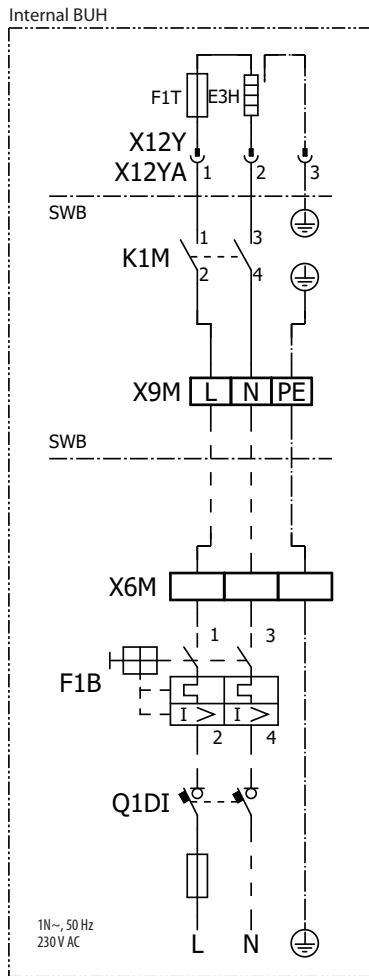 Internal BUH
F1T E3H
X12Y
X12YA 1 2 3
SWB
1 3
K1M
2 4
X9M L N PE
SWB
X6M
1 3
F1B
I > I >
2 4
Q1DI
1N~, 50 Hz
230 V AC
L N